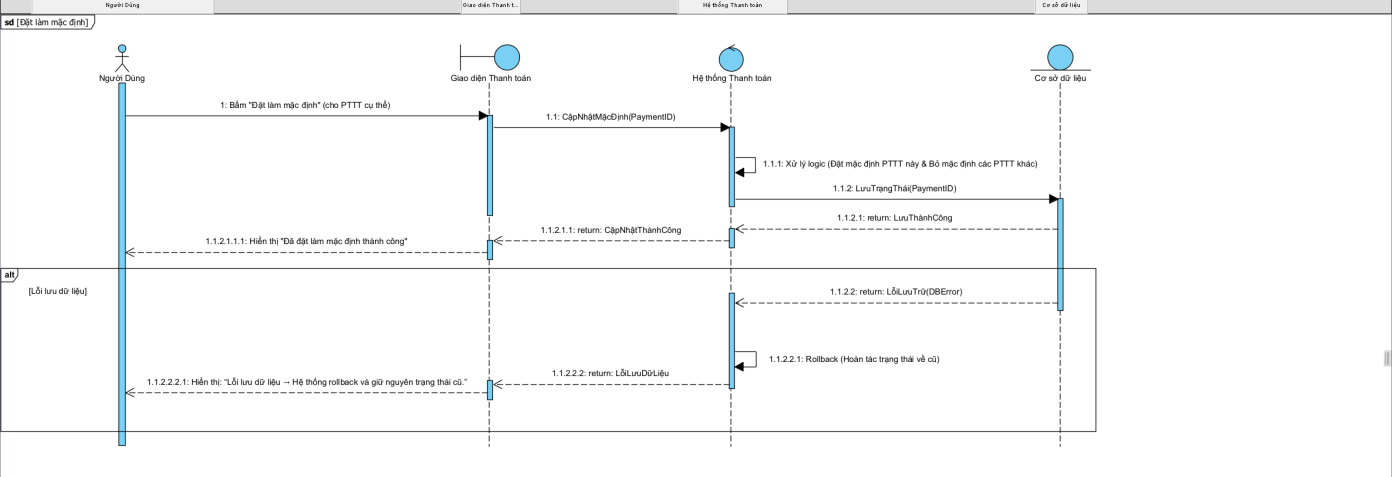 Người Dùng
Giao diện Thanh t...
Hệ thống Thanh toán
Cơ sở dữ liệu
sd [Đặt làm mặc định]
Người Dùng
Giao diện Thanh toán
Hệ thống Thanh toán
Cơ sở dữ liệu
1: Bấm "Đặt làm mặc định" (cho PTTT cụ thể)
1.1: CậpNhậtMặcĐịnh(PaymentID)
1.1.1: Xử lý logic (Đặt mặc định PTTT này & Bỏ mặc định các PTTT khác)
1.1.2: LưuTrạngThái(PaymentID)
1.1.2.1: return: LưuThànhCông
1.1.2.1.1: return: CậpNhậtThànhCông
1.1.2.1.1.1: Hiển thị "Đã đặt làm mặc định thành công"
alt
[Lỗi lưu dữ liệu]
1.1.2.2: return: LỗiLưuTrữ(DBError)
1.1.2.2.1: Rollback (Hoàn tác trạng thái về cũ)
1.1.2.2.2: return: LỗiLưuDữLiệu
1.1.2.2.2.1: Hiển thị: "Lỗi lưu dữ liệu → Hệ thống rollback và giữ nguyên trạng thái cũ."